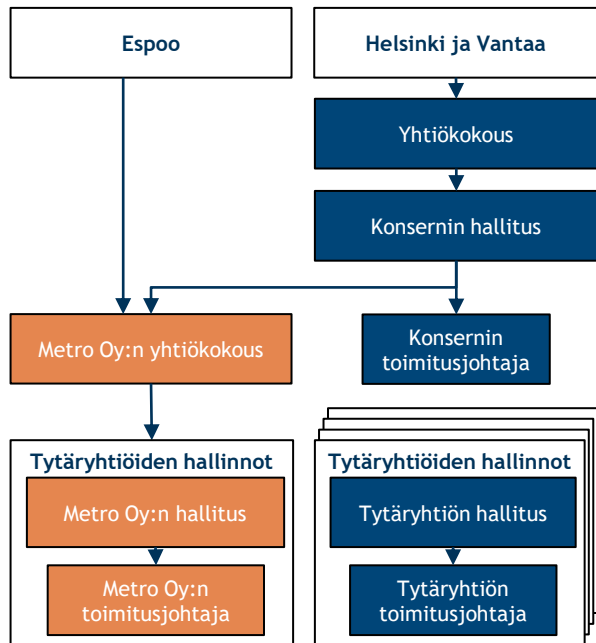 Espoo
Helsinki ja Vantaa
Yhtiökokous
Konsernin hallitus
Metro Oy:n yhtiökokous
Konsernin
toimitusjohtaja
Tytäryhtiöiden hallinnot
Metro Oy:n hallitus
Metro Oy:n
toimitusjohtaja
Tytäryhtiöiden hallinnot
Tytäryhtiön hallitus
Tytäryhtiön
toimitusjohtaja